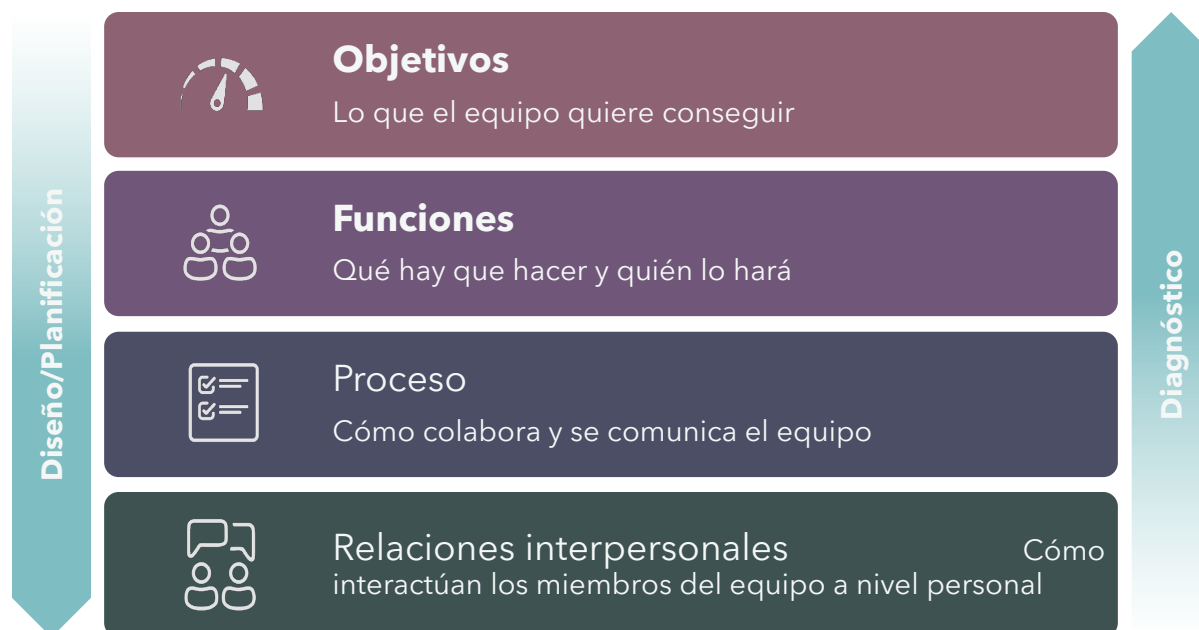 Diseño/Planificación
Objetivos
Lo que el equipo quiere conseguir
Funciones
Qué hay que hacer y quién lo hará
Proceso
Cómo colabora y se comunica el equipo
Relaciones interpersonales Cómo
interactúan los miembros del equipo a nivel personal
Diagnóstico